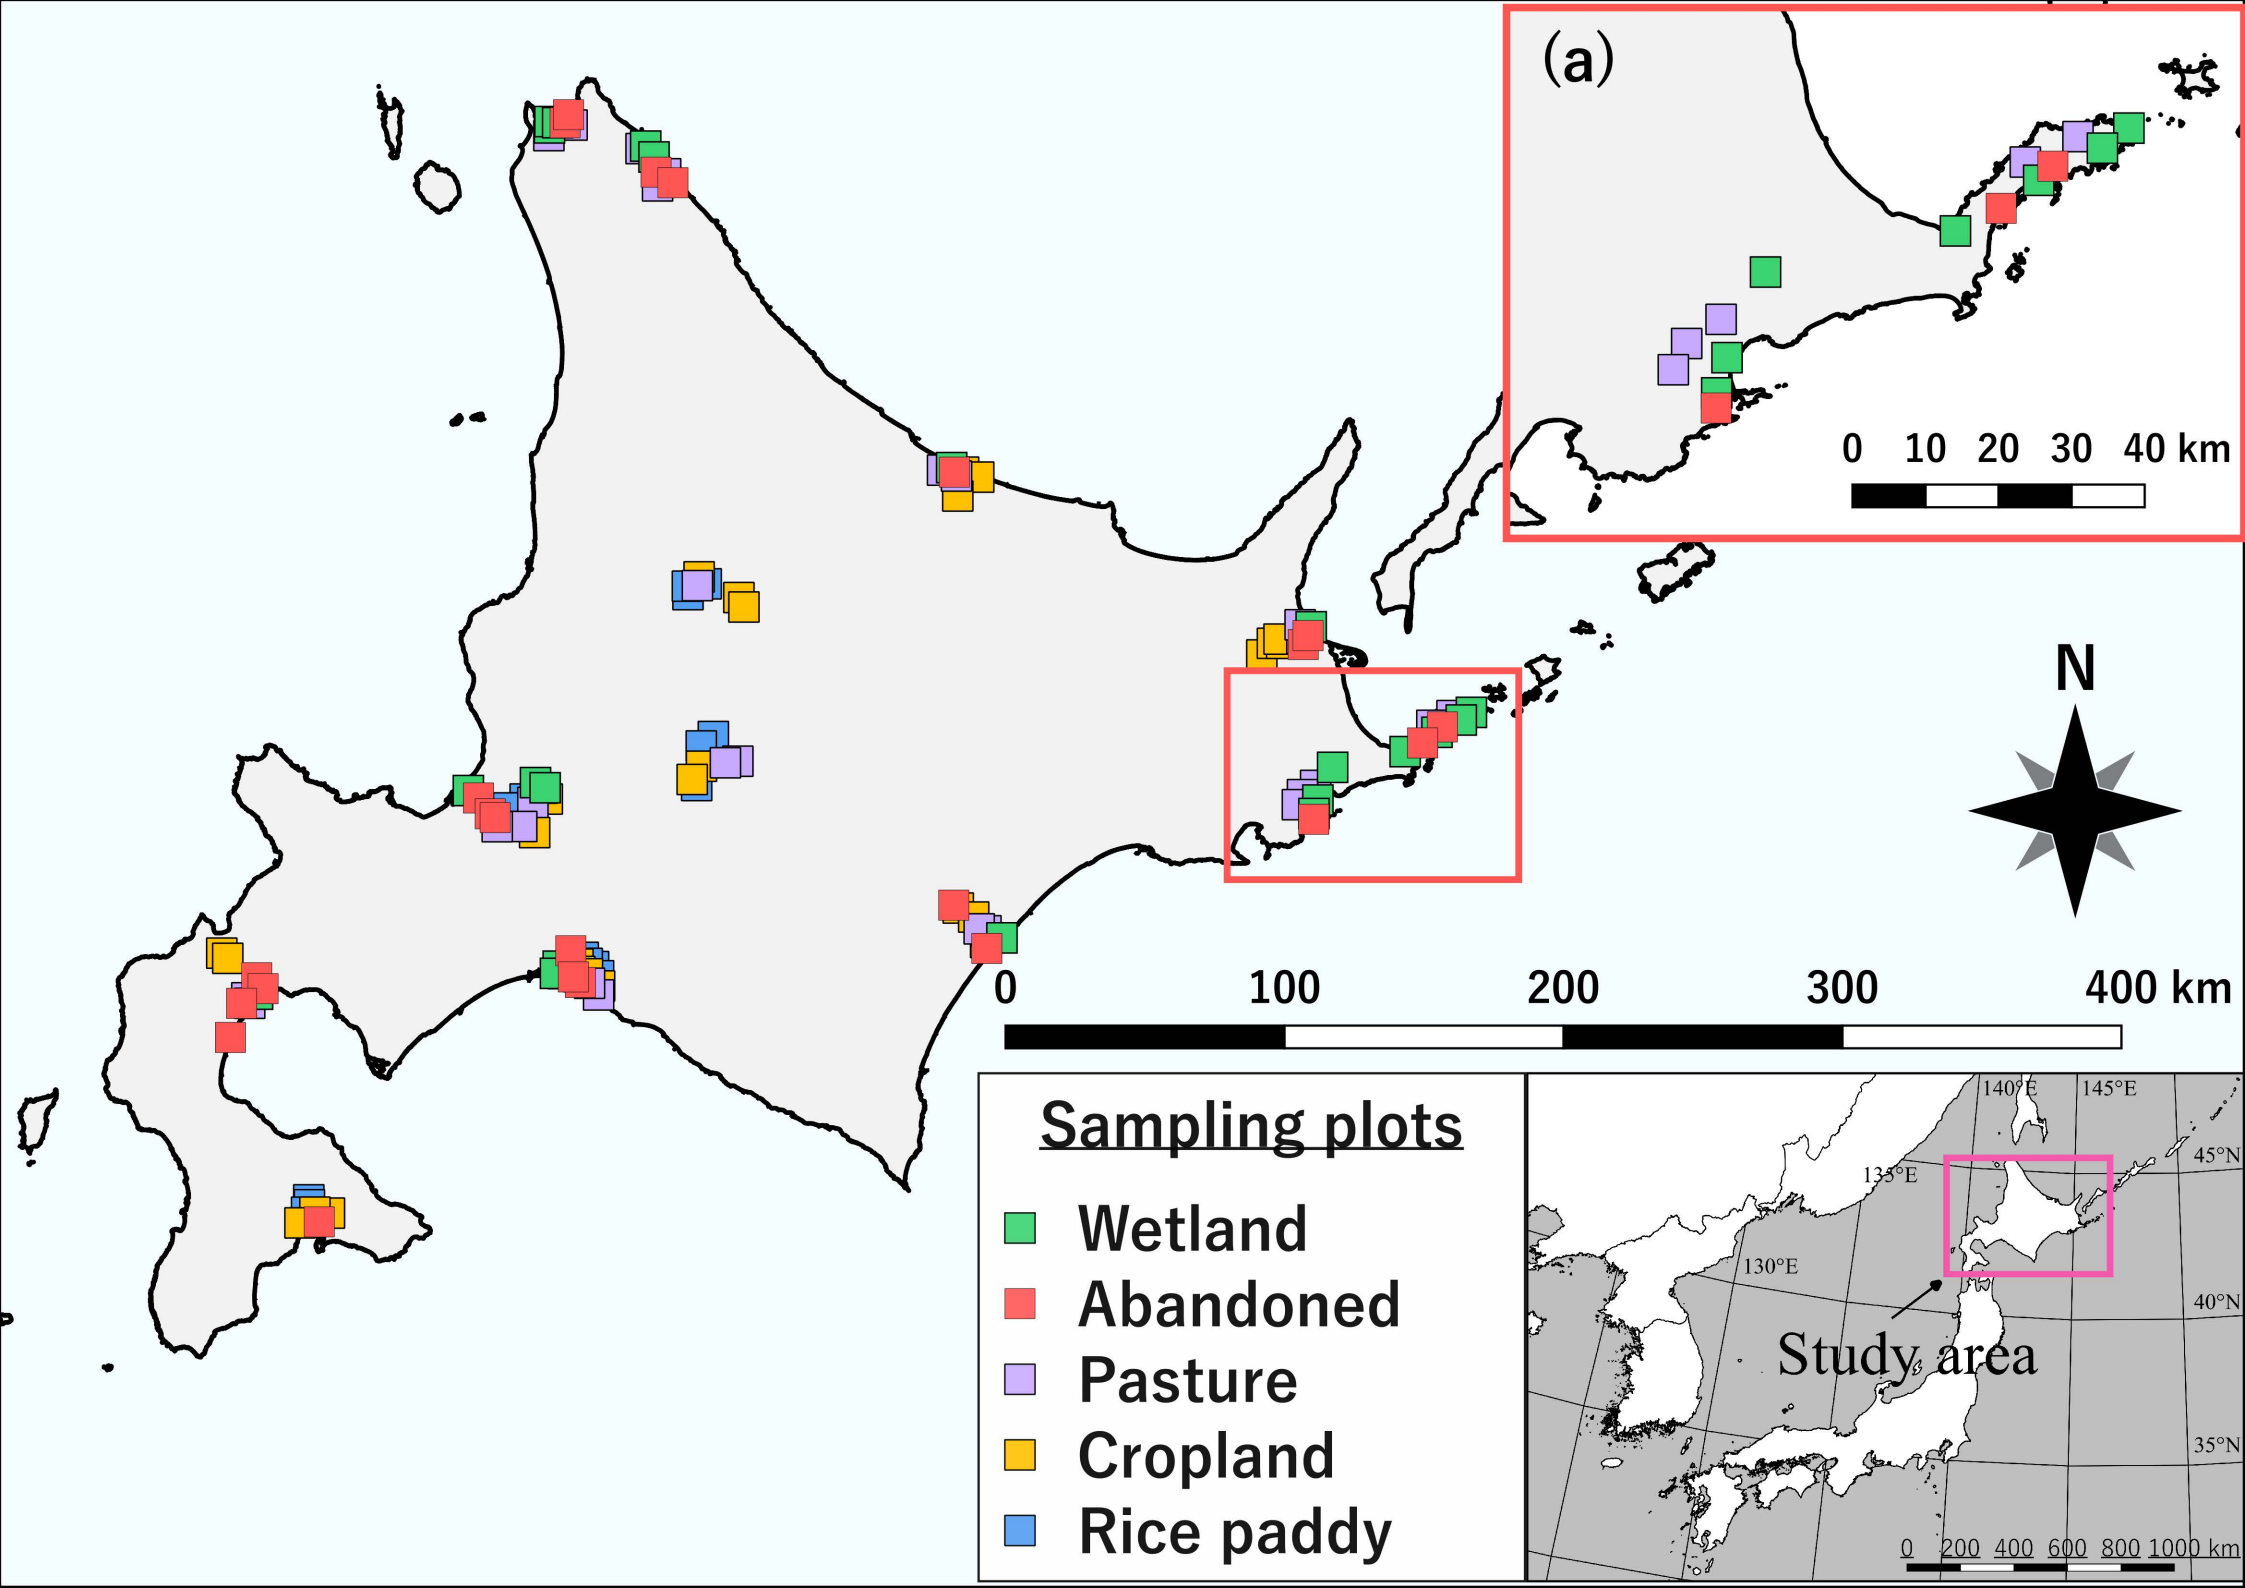 (a)
0 10 20 30 40 km
N
0 100 200 300 400 km
Sampling plots
Wetland
Abandoned
Pasture
Cropland
Rice paddy
140°E 145°E
45°N
135°E
130°E
40°N
Study area
35°N
0 200 400 600 800 1000 km